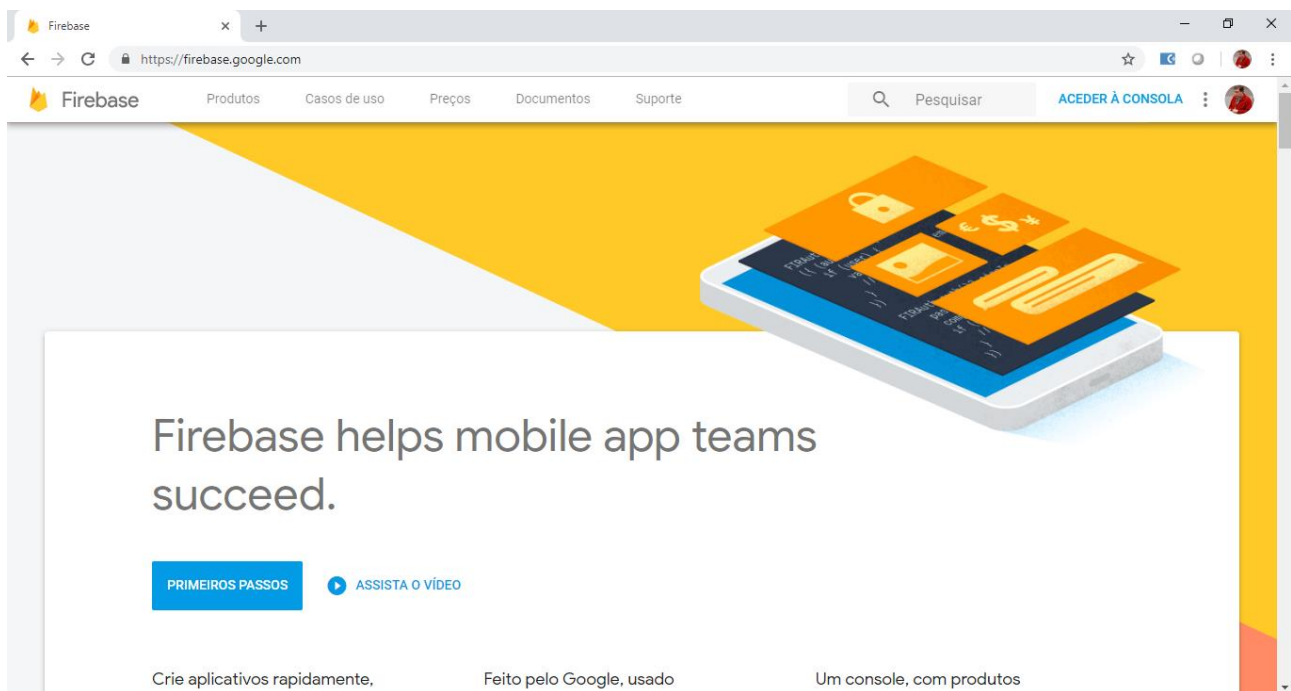 Firebase
https://firebase.google.com
Firebase Produtos Casos de uso Preços Documentos Suporte Pesquisar ACEDER À CONSOLA
€ $ ¥
Firebase helps mobile app teams
succeed.
PRIMEIROS PASSOS ASSISTA O VÍDEO
Crie aplicativos rapidamente, Feito pelo Google, usado Um console, com produtos